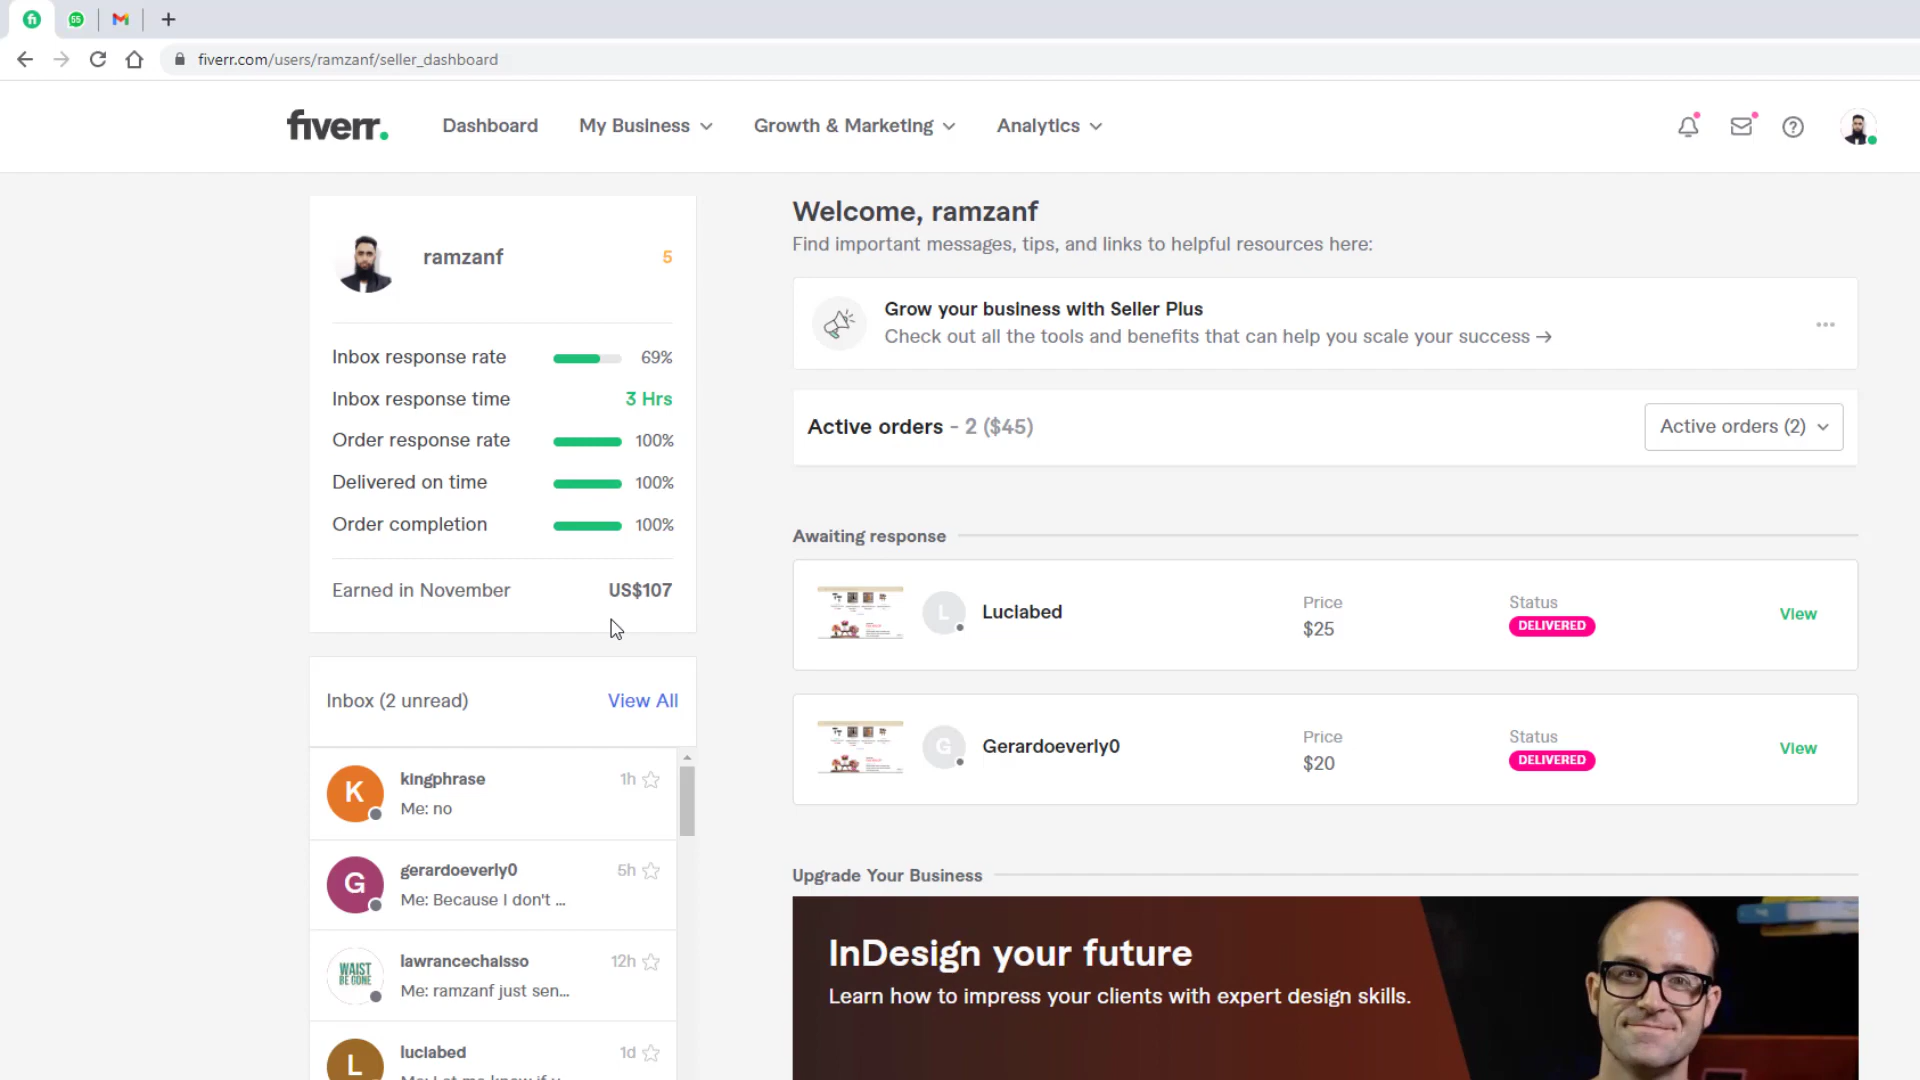 55
fiverr.com/users/ramzanf/seller_dashboard
fiverr.
Dashboard
My Business
Growth & Marketing
Analytics
ramzanf
5
Inbox response rate
69%
Inbox response time
3 Hrs
Order response rate
100%
Delivered on time
100%
Order completion
100%
Earned in November
US$107
Inbox (2 unread)
View All
K
kingphrase
1h
Me: no
G
gerardoeverly0
5h
Me: Because I don't ...
WAIST
BE GONE
lawrancechaisso
12h
Me: ramzanf just sen...
L
luclabed
1d
Welcome, ramzanf
Find important messages, tips, and links to helpful resources here:
Grow your business with Seller Plus
Check out all the tools and benefits that can help you scale your success →
Active orders - 2 ($45)
Active orders (2)
Awaiting response
L
Luclabed
Price
$25
Status
DELIVERED
View
G
Gerardoeverly0
Price
$20
Status
DELIVERED
View
Upgrade Your Business
InDesign your future
Learn how to impress your clients with expert design skills.